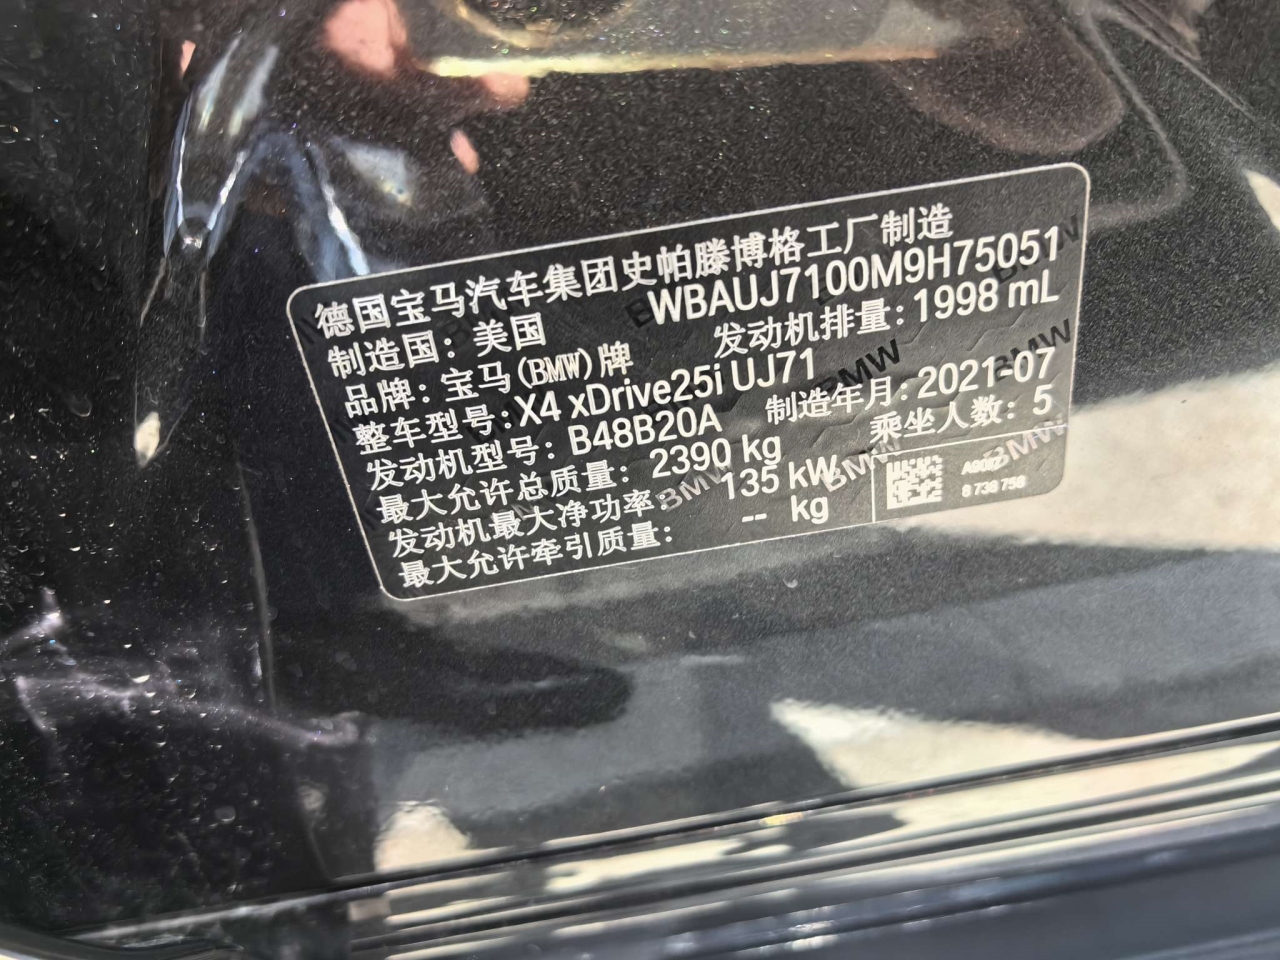 德国宝马汽车集团史帕滕博格工厂制造
制造国：美国 WBAUJ7100M9H75051
品牌：宝马(BMW)牌 发动机排量：1998 mL
整车型号：X4 xDrive25i UJ71
发动机型号：B48B20A 制造年月：2021-07
最大允许总质量：2390 kg 乘坐人数：5
发动机最大净功率：135 kW
最大允许牵引质量：-- kg
8 738 758